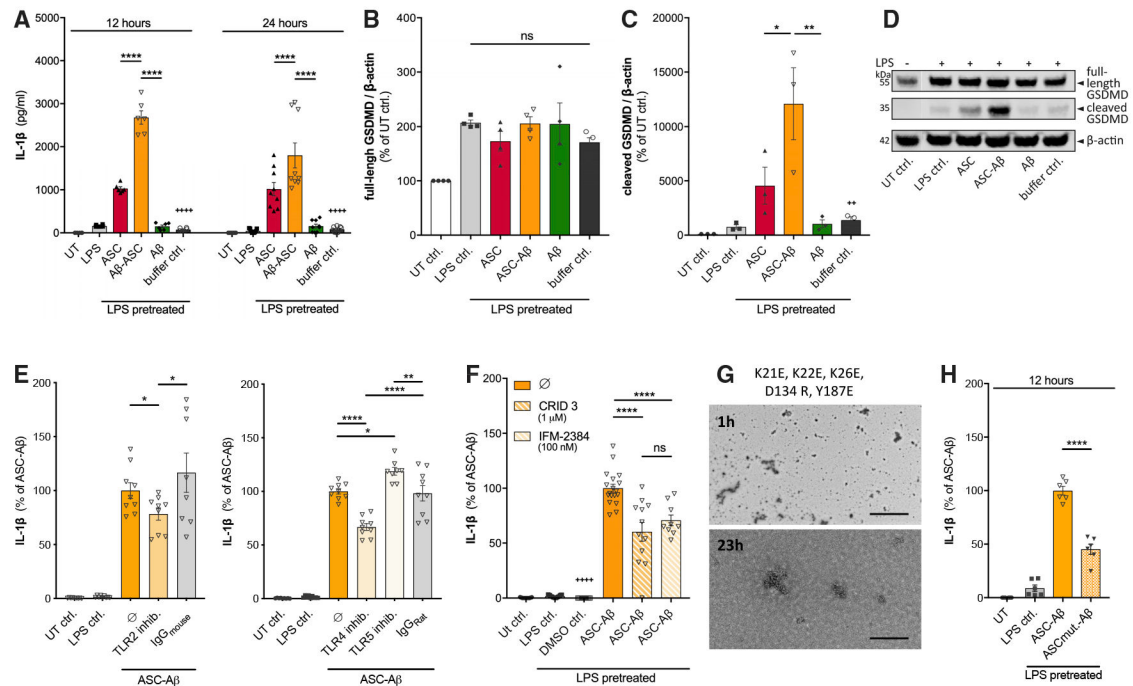 A
IL-1β (pg/ml)
5000
4000
3000
2000
1000
0
12 hours
24 hours
****
****
****
****
++++
++++
UT
LPS
ASC
Aβ-ASC
Aβ
buffer ctrl.
UT
LPS
ASC
Aβ-ASC
Aβ
buffer ctrl.
LPS pretreated
LPS pretreated
B
full-lengh GSDMD / β-actin
(% of UT ctrl.)
400
300
200
100
0
ns
UT ctrl.
LPS ctrl.
ASC
ASC-Aβ
Aβ
buffer ctrl.
LPS pretreated
C
cleaved GSDMD / β-actin
(% of UT ctrl.)
20000
15000
10000
5000
0
*
**
++
UT ctrl.
LPS ctrl.
ASC
ASC-Aβ
Aβ
buffer ctrl.
LPS pretreated
D
LPS - + + + + +
kDa
55
35
42
full-
length
GSDMD
cleaved
GSDMD
β-actin
UT ctrl.
LPS ctrl.
ASC
ASC-Aβ
Aβ
buffer ctrl.
E
IL-1β (% of ASC-Aβ)
200
150
100
50
0
*
*
UT ctrl.
LPS ctrl.
∅
TLR2 inhib.
IgGmouse
ASC-Aβ
IL-1β (% of ASC-Aβ)
200
150
100
50
0
**
****
****
*
UT ctrl.
LPS ctrl.
∅
TLR4 inhib.
TLR5 inhib.
IgGRat
ASC-Aβ
F
IL-1β (% of ASC-Aβ)
200
150
100
50
0
∅
CRID 3
(1 μM)
IFM-2384
(100 nM)
****
****
ns
++++
Ut ctrl.
LPS ctrl.
DMSO ctrl.
ASC-Aβ
ASC-Aβ
ASC-Aβ
LPS pretreated
G
K21E, K22E, K26E,
D134 R, Y187E
1h
23h
H
12 hours
IL-1β (% of ASC-Aβ)
200
150
100
50
0
****
UT
LPS ctrl.
ASC-Aβ
ASCmut.-Aβ
LPS pretreated